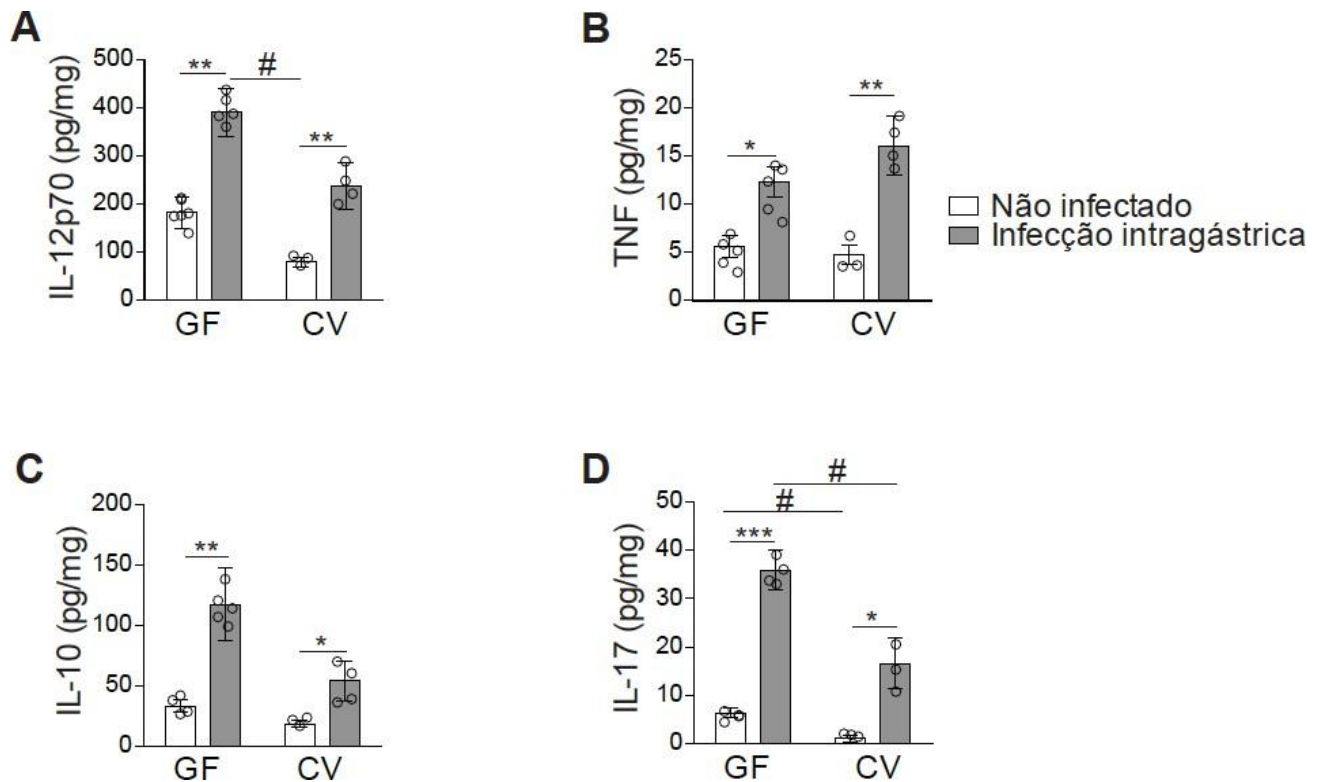 A
IL-12p70 (pg/mg)
500
400
300
200
100
0
**
#
**
GF
CV
B
TNF (pg/mg)
25
20
15
10
5
0
*
**
GF
CV
Não infectado
Infecção intragástrica
C
IL-10 (pg/mg)
200
150
100
50
0
**
*
GF
CV
D
IL-17 (pg/mg)
50
40
30
20
10
0
#
#
***
*
GF
CV